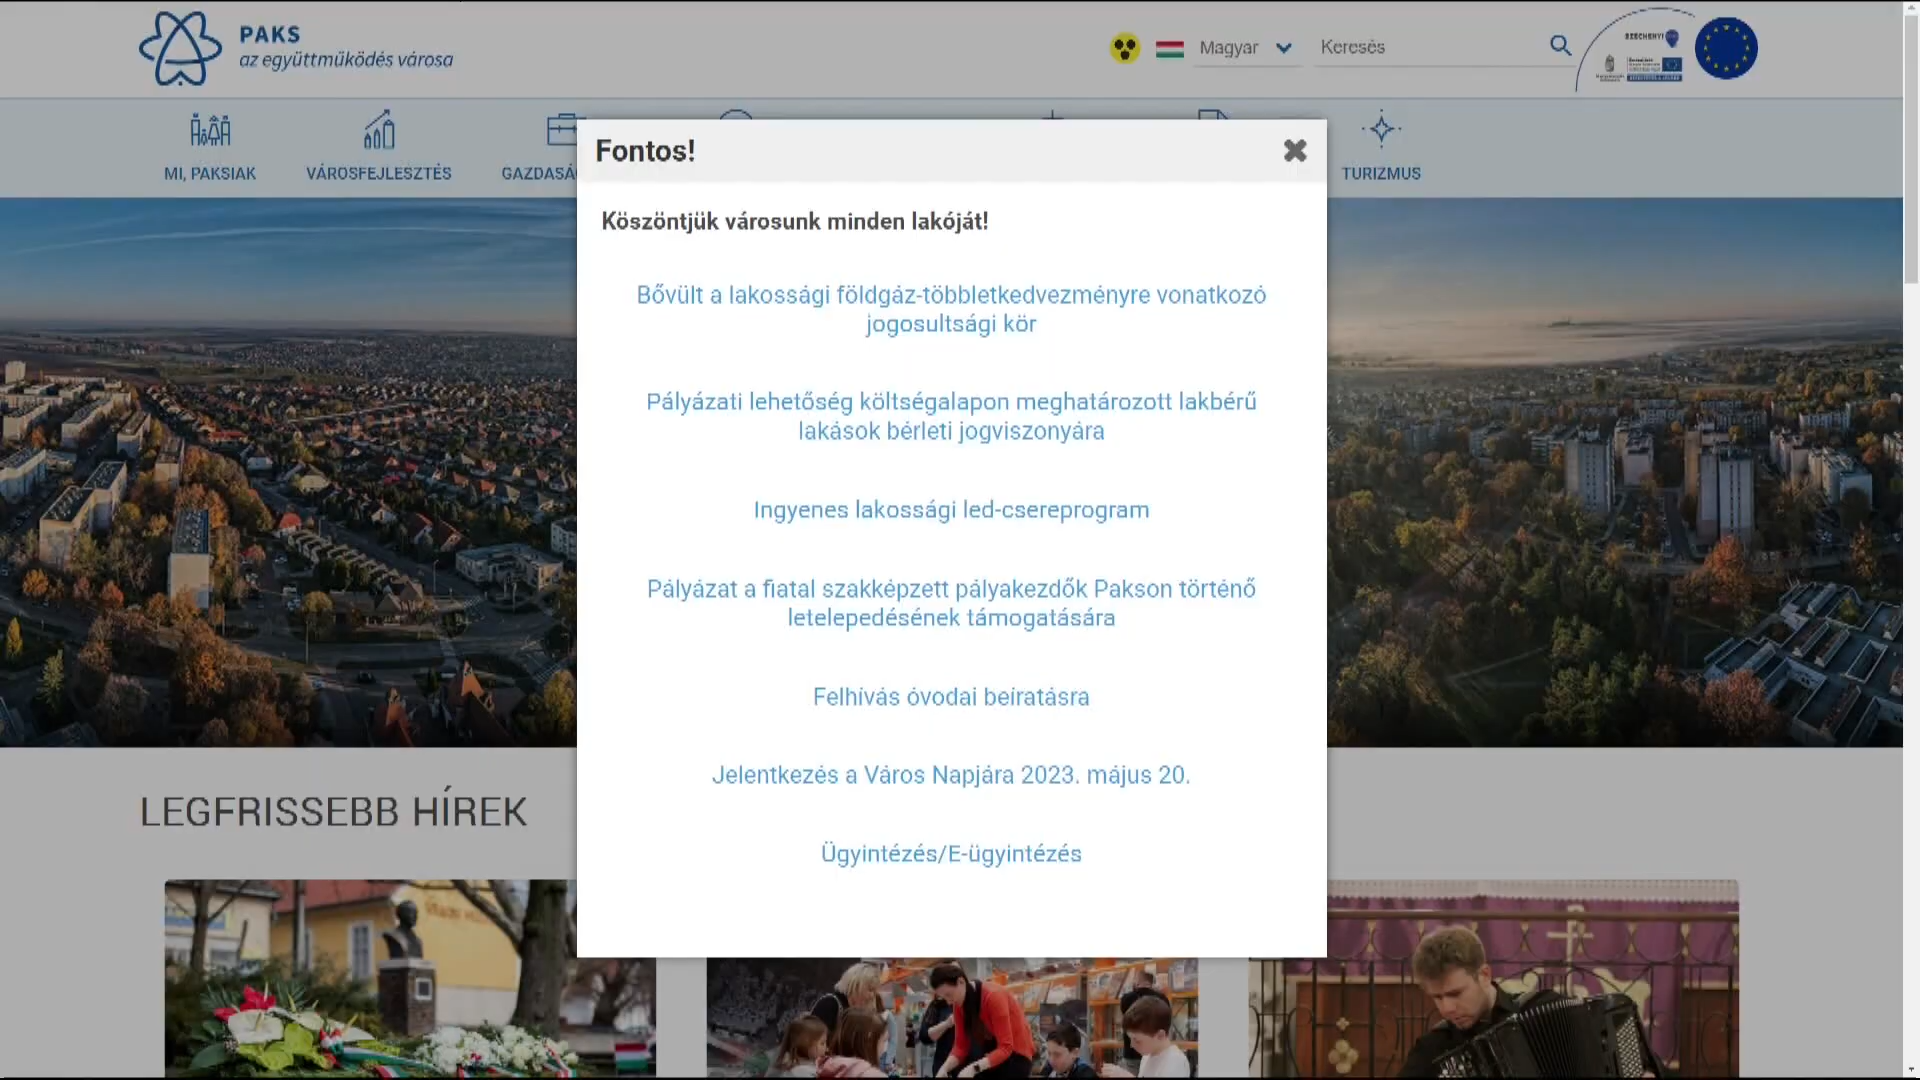 PAKS
az együttműködés városa
Magyar
Keresés
SZÉCHENYI
MI, PAKSIAK
VÁROSFEJLESZTÉS
TURIZMUS
Fontos!
Köszöntjük városunk minden lakóját!
Bővült a lakossági földgáz-többletkedvezményre vonatkozó
jogosultsági kör
Pályázati lehetőség költségalapon meghatározott lakbérű
lakások bérleti jogviszonyára
Ingyenes lakossági led-csereprogram
Pályázat a fiatal szakképzett pályakezdők Pakson történő
letelepedésének támogatására
Felhívás óvodai beíratásra
Jelentkezés a Város Napjára 2023. május 20.
Ügyintézés/E-ügyintézés
LEGFRISSEBB HÍREK